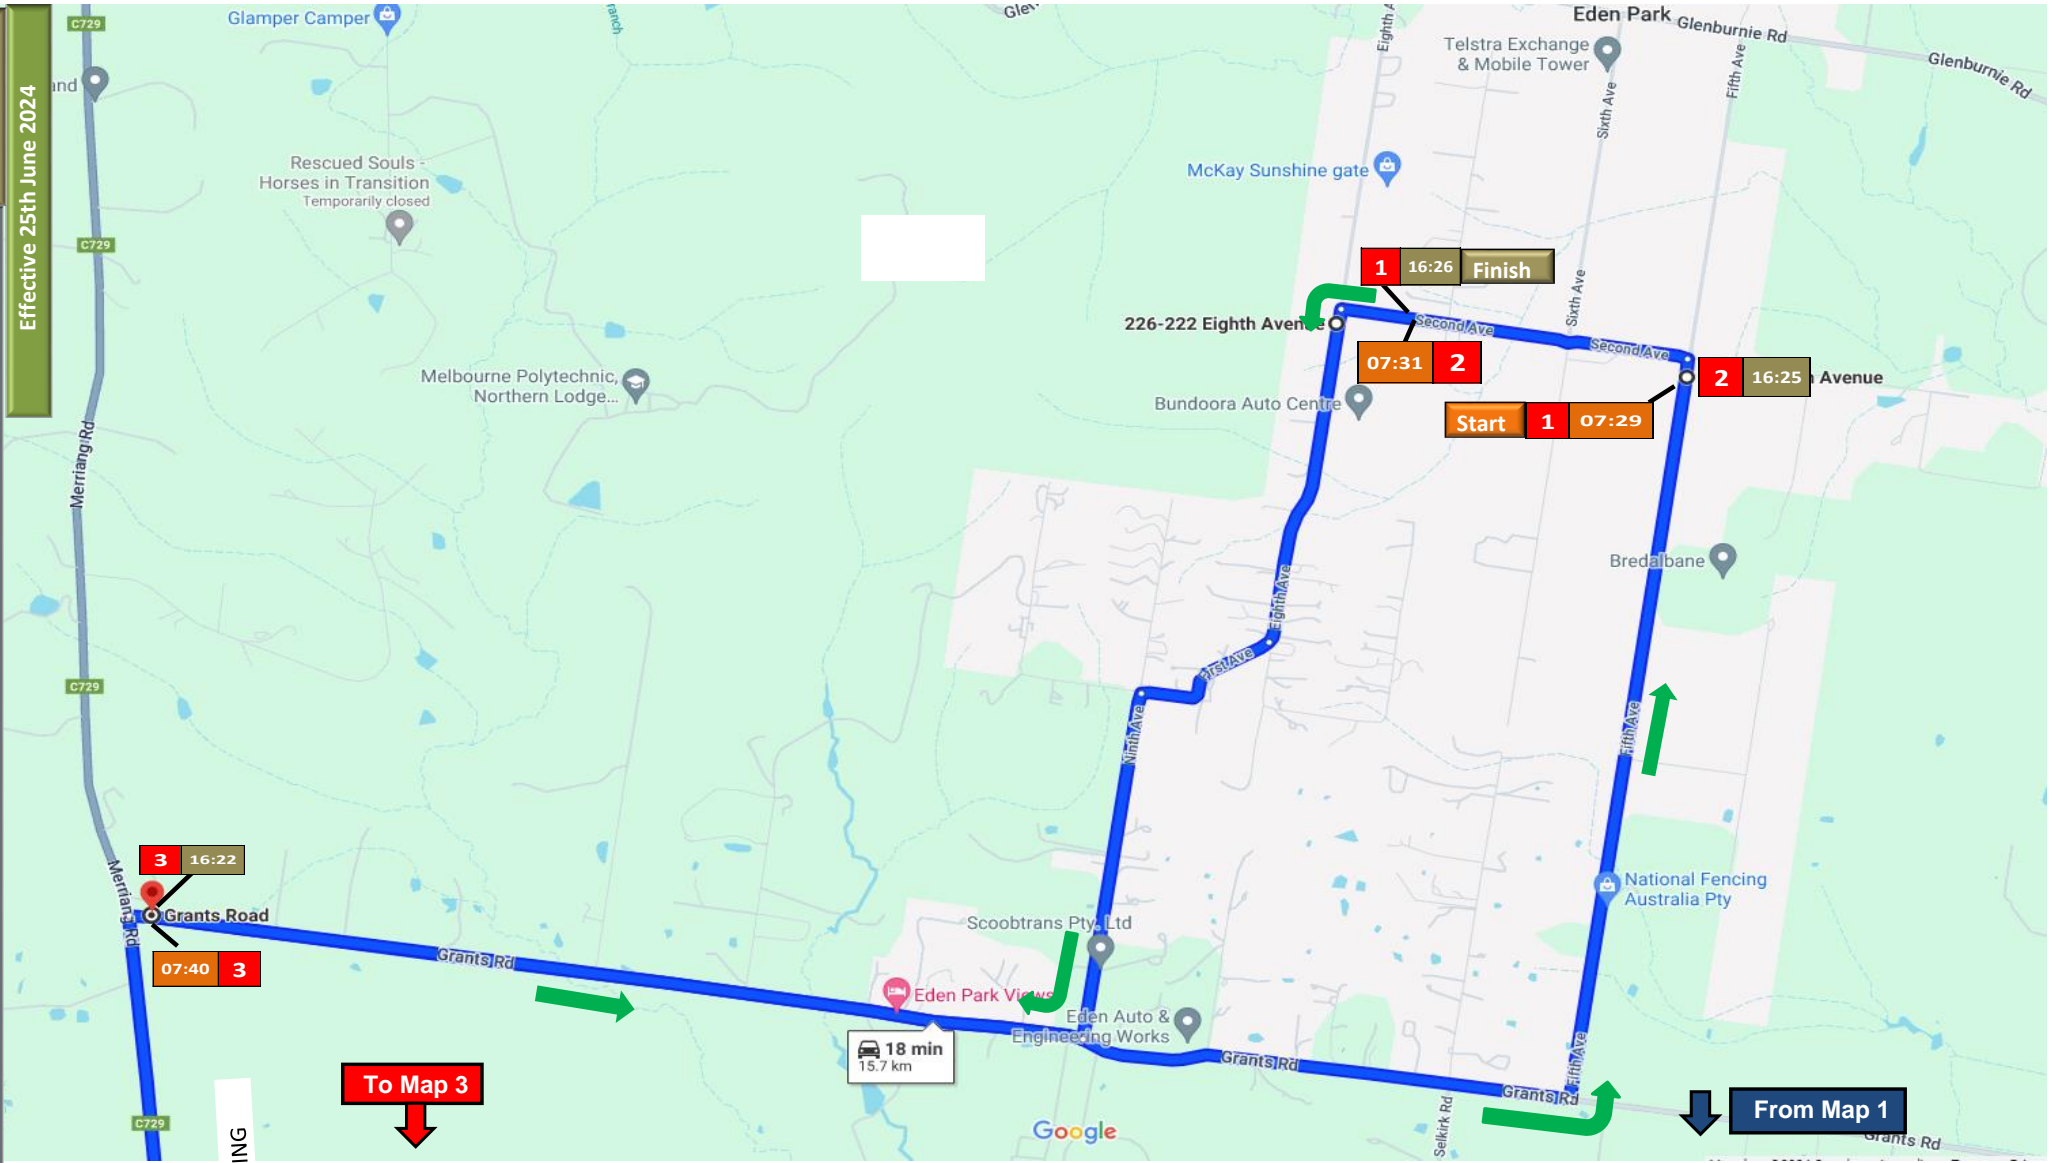 C729
Glamper Camper
Eden Park
Glenburnie Rd
Glenburnie Rd
Telstra Exchange
& Mobile Tower
Fifth Ave
Sixth Ave
Effective 25th June 2024
Rescued Souls -
Horses in Transition
Temporarily closed
McKay Sunshine gate
C729
1 16:26 Finish
Sixth Ave
226-222 Eighth Avenue
Second Ave
Second Ave
07:31 2
2 16:25
Avenue
Melbourne Polytechnic,
Northern Lodge...
Bundoora Auto Centre
Start 1 07:29
Merriang Rd
Bredalbane
Eighth Ave
First Ave
C729
Ninth Ave
Fifth Ave
3 16:22
Merriang Rd
Grants Road
National Fencing
Australia Pty
Scoobtrans Pty. Ltd
07:40 3
Grants Rd
Eden Park Views
Eden Auto &
Engineering Works
18 min
15.7 km
Grants Rd
Fifth Ave
Grants Rd
To Map 3
From Map 1
C729
Google
Selkirk Rd
Grants Rd